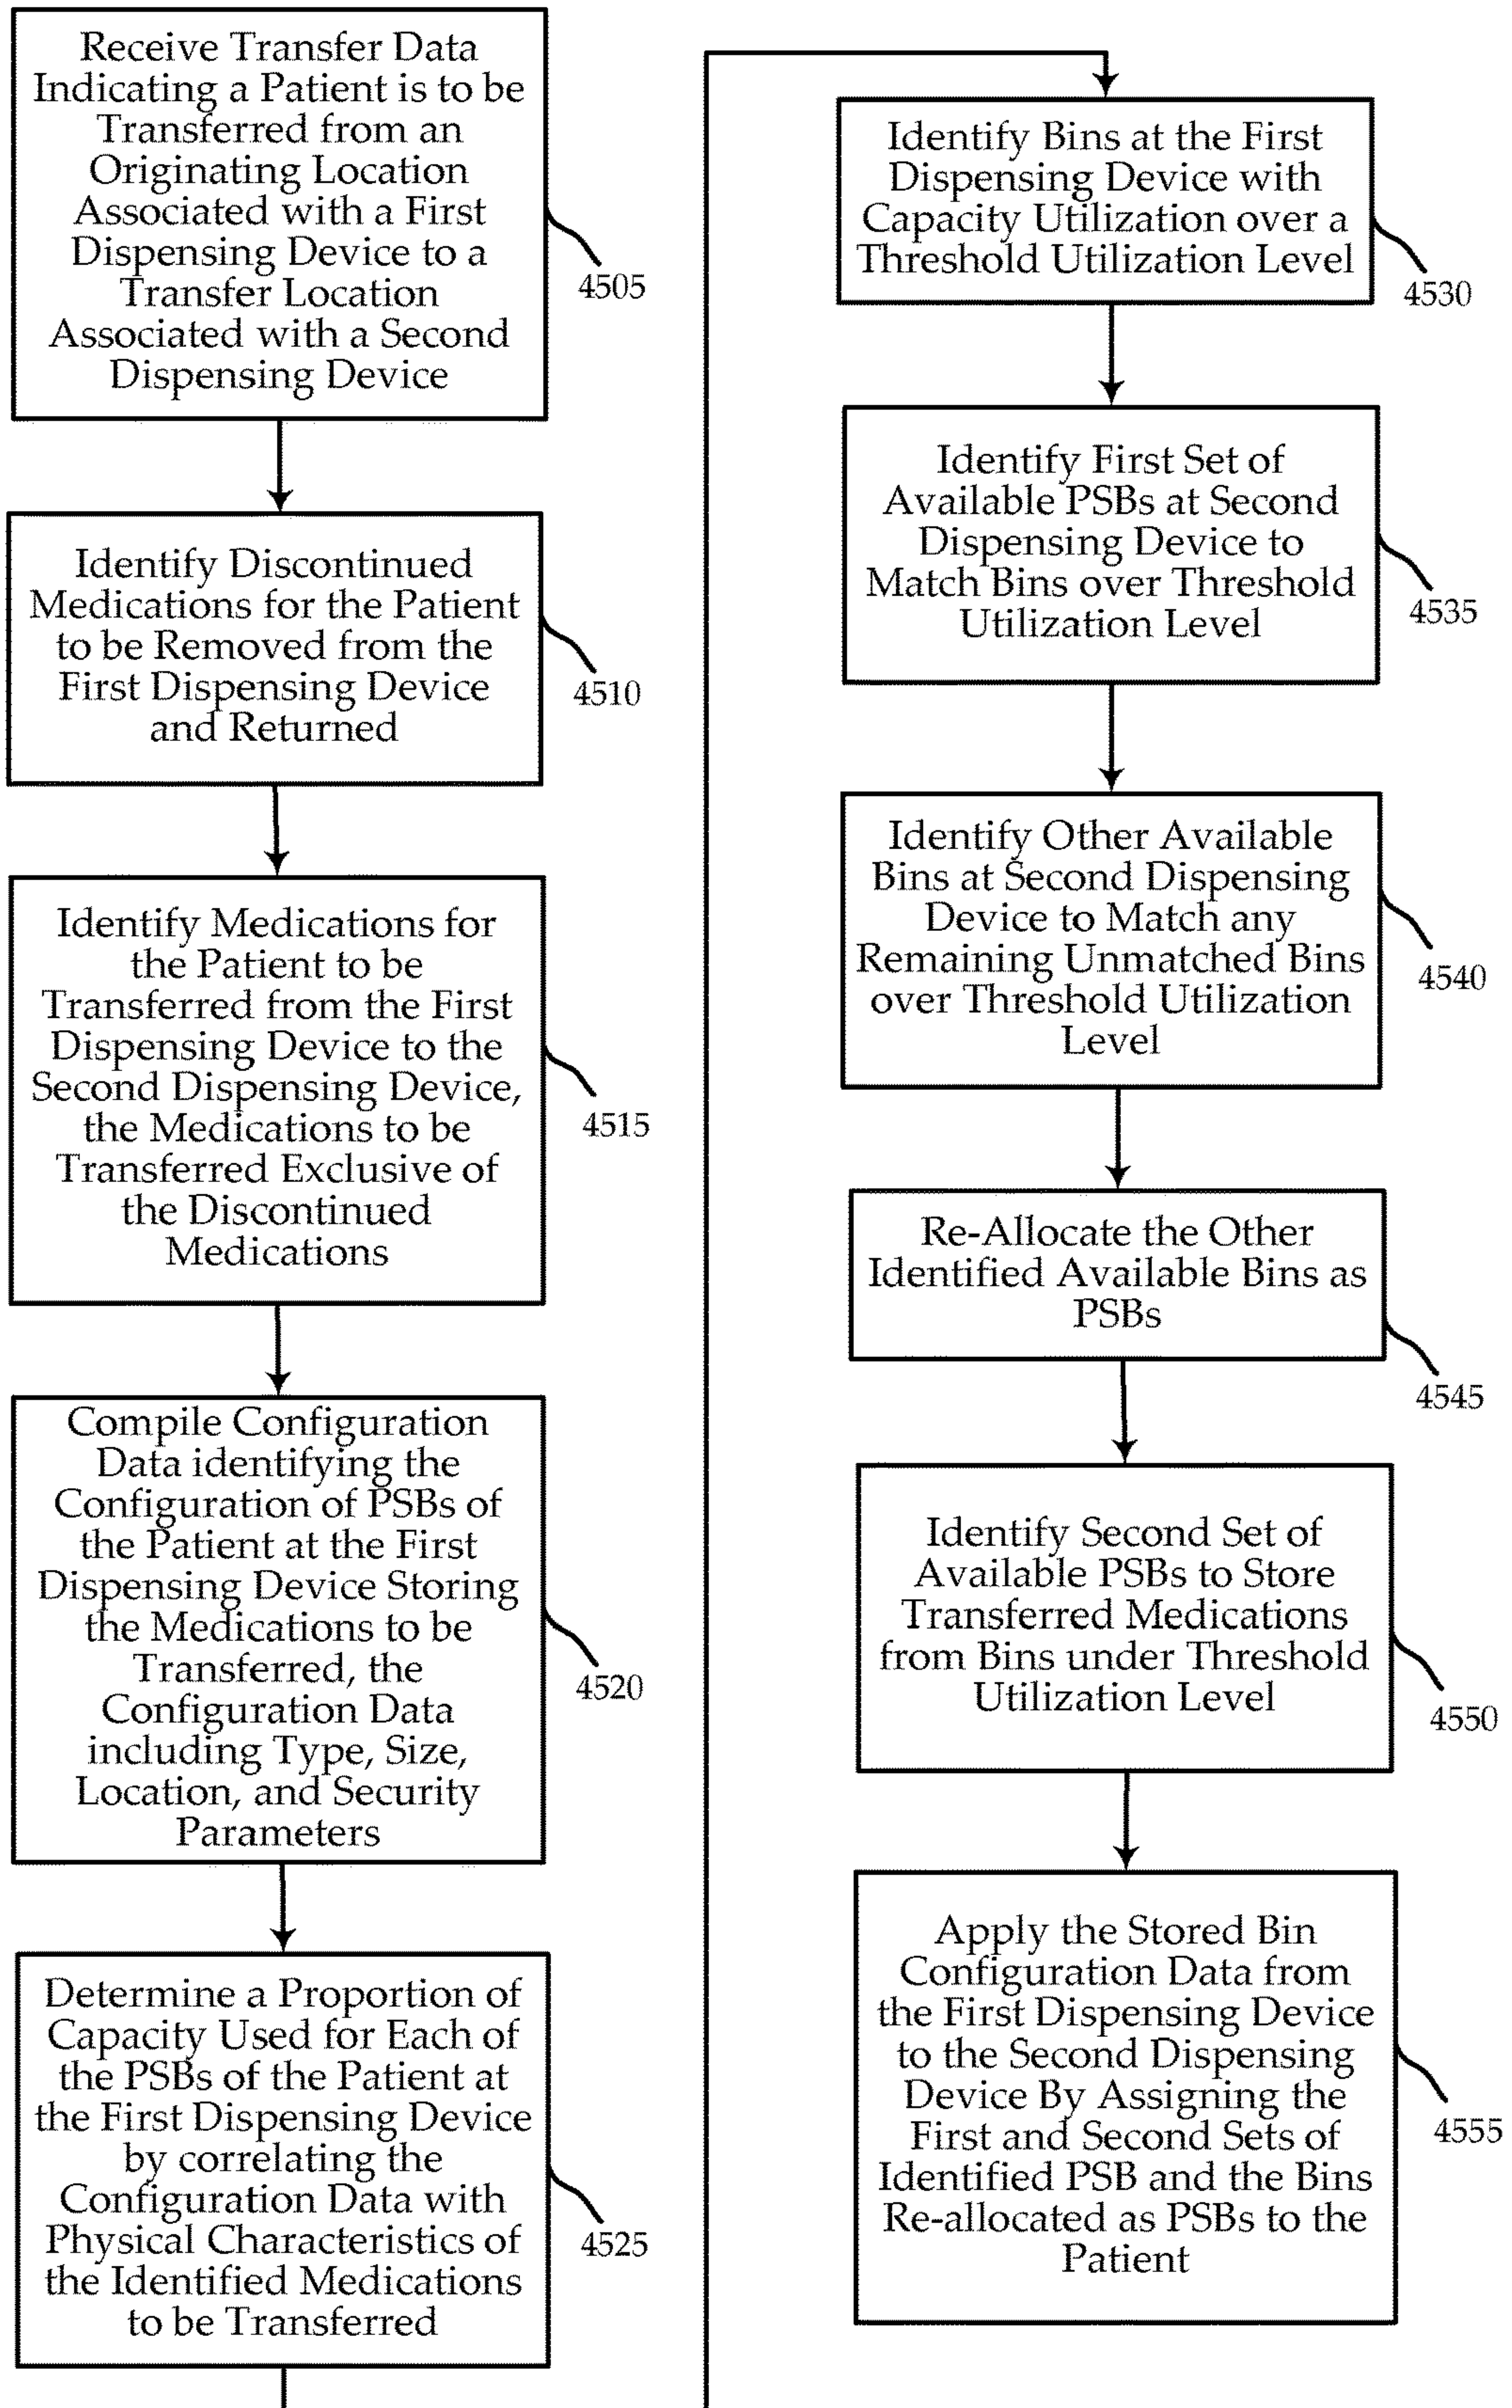 Receive Transfer Data
Indicating a Patient is to be
Transferred from an
Originating Location
Associated with a First
Dispensing Device to a
Transfer Location
Associated with a Second
Dispensing Device
4505
Identify Discontinued
Medications for the Patient
to be Removed from the
First Dispensing Device
and Returned
4510
Identify Medications for
the Patient to be
Transferred from the First
Dispensing Device to the
Second Dispensing Device,
the Medications to be
Transferred Exclusive of
the Discontinued
Medications
4515
Compile Configuration
Data identifying the
Configuration of PSBs of
the Patient at the First
Dispensing Device Storing
the Medications to be
Transferred, the
Configuration Data
including Type, Size,
Location, and Security
Parameters
4520
Determine a Proportion of
Capacity Used for Each of
the PSBs of the Patient at
the First Dispensing Device
by correlating the
Configuration Data with
Physical Characteristics of
the Identified Medications
to be Transferred
4525
Identify Bins at the First
Dispensing Device with
Capacity Utilization over a
Threshold Utilization Level
4530
Identify First Set of
Available PSBs at Second
Dispensing Device to
Match Bins over Threshold
Utilization Level
4535
Identify Other Available
Bins at Second Dispensing
Device to Match any
Remaining Unmatched Bins
over Threshold Utilization
Level
4540
Re-Allocate the Other
Identified Available Bins as
PSBs
4545
Identify Second Set of
Available PSBs to Store
Transferred Medications
from Bins under Threshold
Utilization Level
4550
Apply the Stored Bin
Configuration Data from
the First Dispensing Device
to the Second Dispensing
Device By Assigning the
First and Second Sets of
Identified PSB and the Bins
Re-allocated as PSBs to the
Patient
4555